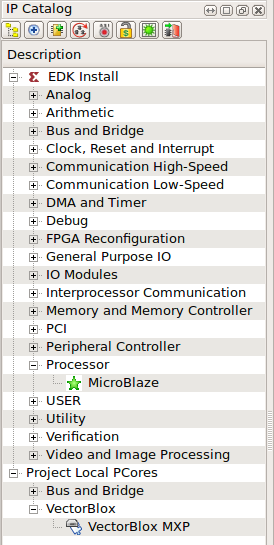 IP Catalog
Description
EDK Install
Analog
Arithmetic
Bus and Bridge
Clock, Reset and Interrupt
Communication High-Speed
Communication Low-Speed
DMA and Timer
Debug
FPGA Reconfiguration
General Purpose IO
IO Modules
Interprocessor Communication
Memory and Memory Controller
PCI
Peripheral Controller
Processor
MicroBlaze
USER
Utility
Verification
Video and Image Processing
Project Local PCores
Bus and Bridge
VectorBlox
VectorBlox MXP